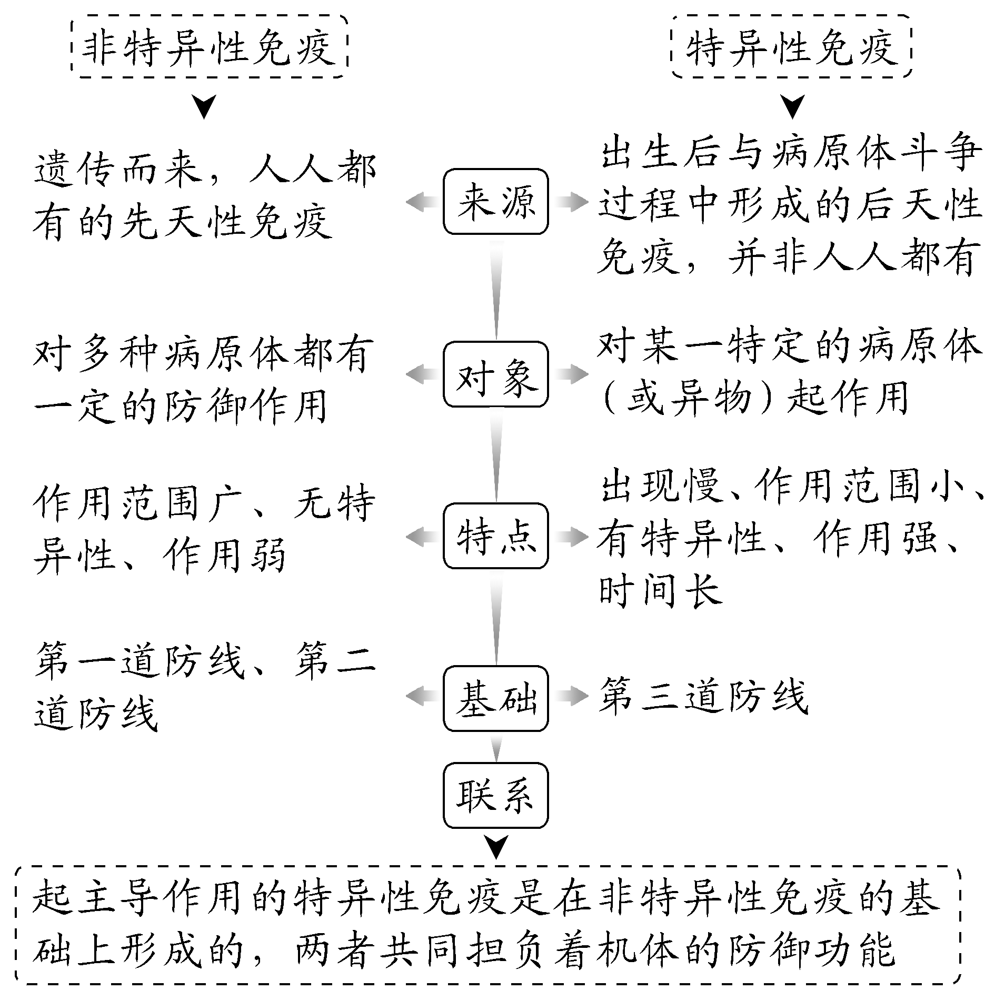 非特异性免疫
特异性免疫
遗传而来，人人都
有的先天性免疫
来源
出生后与病原体斗争
过程中形成的后天性
免疫，并非人人都有
对多种病原体都有
一定的防御作用
对象
对某一特定的病原体
（或异物）起作用
作用范围广、无特
异性、作用弱
特点
出现慢、作用范围小、
有特异性、作用强、
时间长
第一道防线、第二
道防线
基础
第三道防线
联系
起主导作用的特异性免疫是在非特异性免疫的基
础上形成的，两者共同担负着机体的防御功能